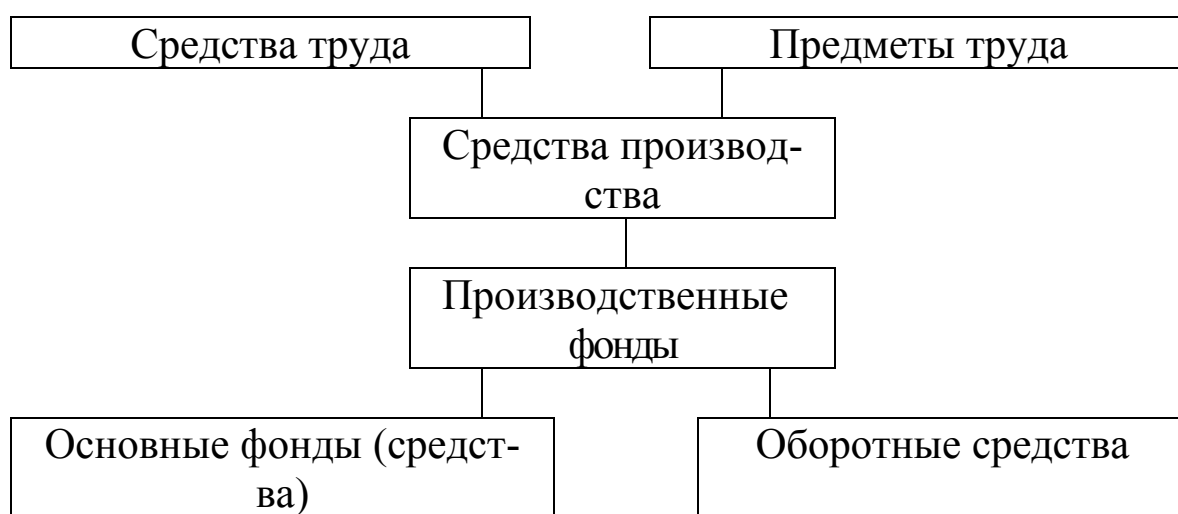 Средства труда
Предметы труда
Средства производ-
ства
Производственные
фонды
Основные фонды (средст-
ва)
Оборотные средства